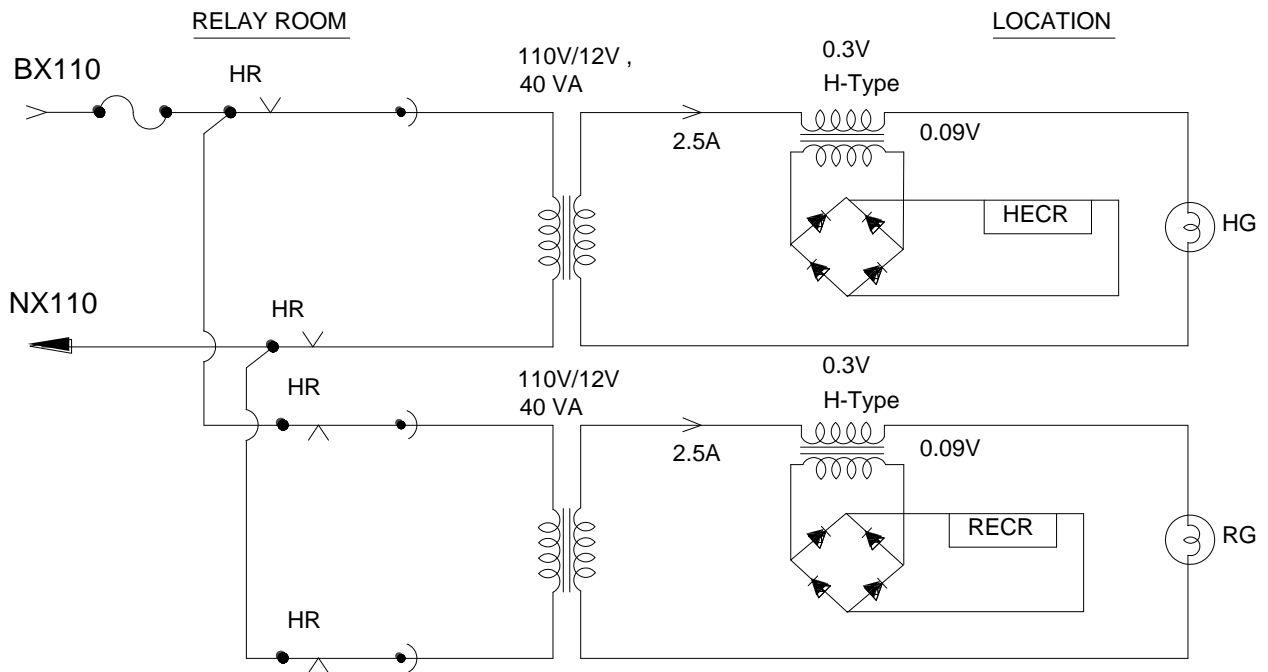 RELAY ROOM
LOCATION
BX110
HR
110V/12V ,
40 VA
0.3V
H-Type
2.5A
0.09V
HECR
HG
NX110
HR
HR
110V/12V
40 VA
0.3V
H-Type
2.5A
0.09V
RECR
RG
HR